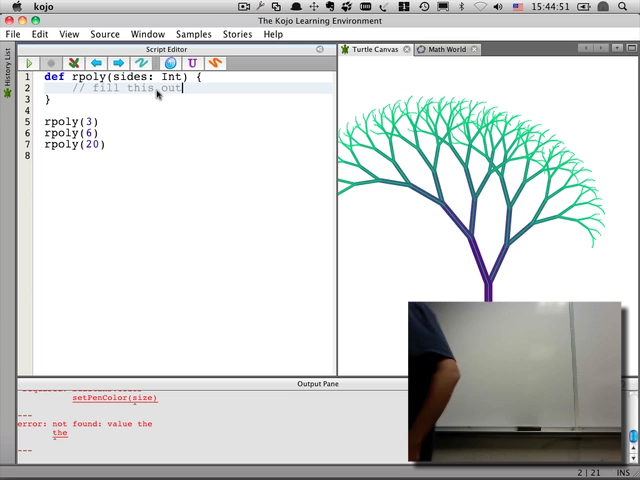 kojo
15:44:51
The Kojo Learning Environment
File Edit View Source Window Samples Stories Help
Script Editor
Turtle Canvas
Math World
History List
1 def rpoly(sides: Int) {
2 // fill this out
3 }
4
5 rpoly(3)
6 rpoly(6)
7 rpoly(20)
8
Output Pane
setPenColor(size)
---
error: not found: value the
the
---
2 | 21 INS